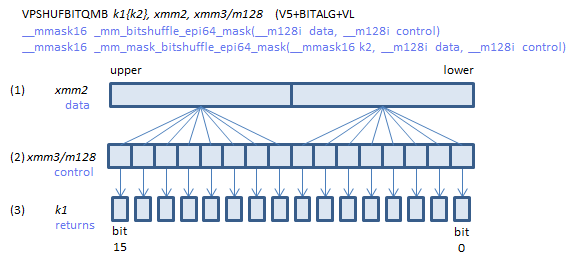 VPSHUFBITQMB k1{k2}, xmm2, xmm3/m128 (V5+BITALG+VL
__mmask16 _mm_bitshuffle_epi64_mask(__m128i data, __m128i control)
__mmask16 _mm_mask_bitshuffle_epi64_mask(__mmask16 k2, __m128i data, __m128i control)
upper lower
(1) xmm2
data
(2) xmm3/m128
control
(3) k1
returns
bit bit
15 0